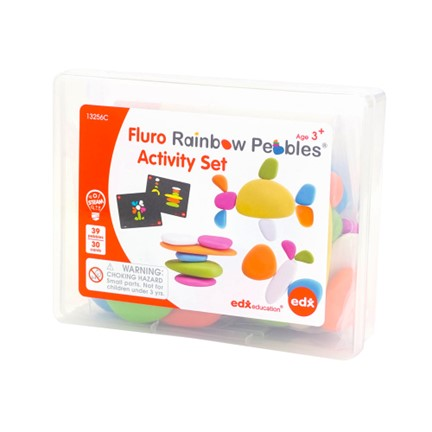 13256C
Fluro Rainbow Pebbles®
Age 3+
Activity Set
39
30
WARNING:
CHOKING HAZARD
Small parts. Not for
children under 3 yrs.
edx education®
edx